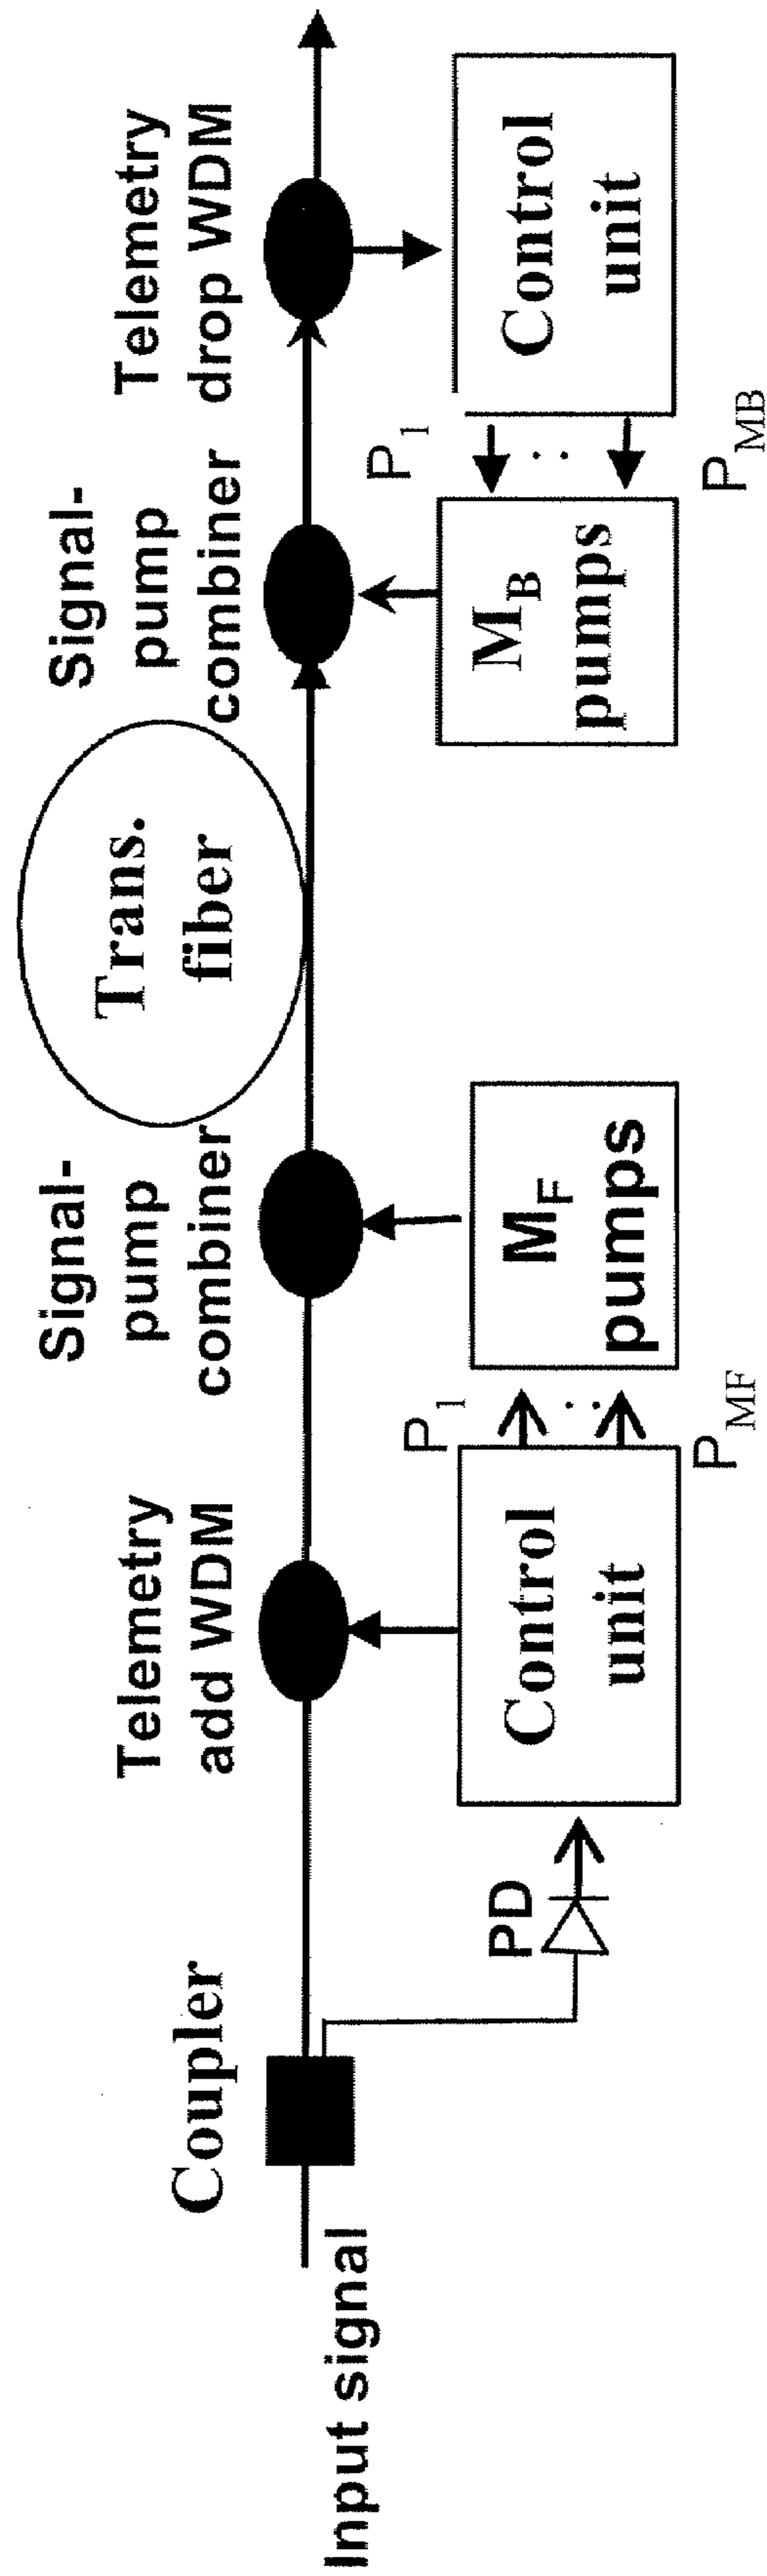 Input signal
Coupler
PD
Telemetry
add WDM
Control
unit
P1
PMF
Signal-
pump
combiner
MF
pumps
Trans.
fiber
Signal-
pump
combiner
MB
pumps
P1
PMB
Telemetry
drop WDM
Control
unit